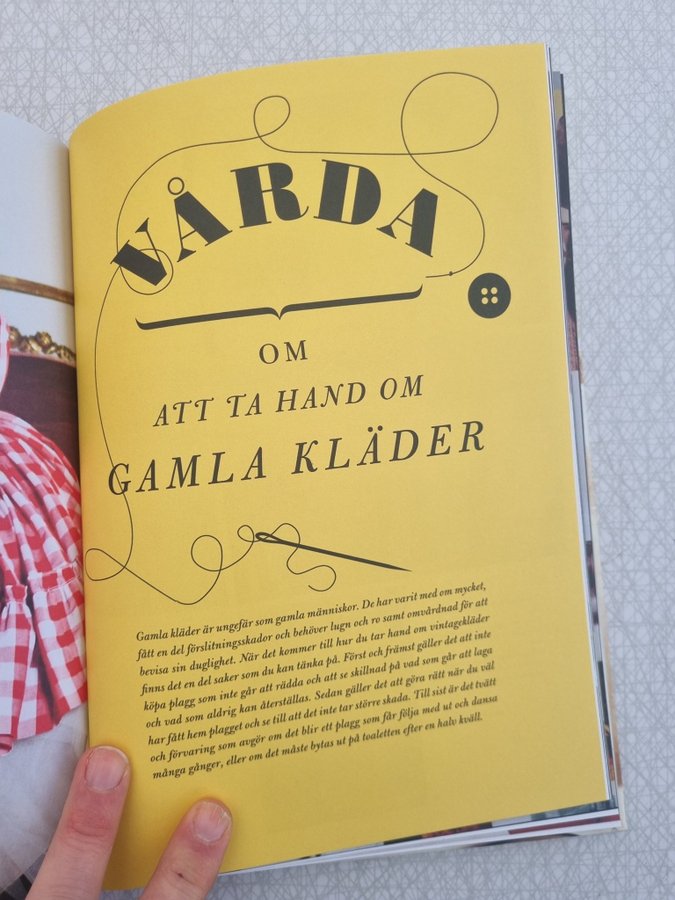 VÅRDA
OM
ATT TA HAND OM
GAMLA KLÄDER
Gamla kläder är ungefär som gamla människor. De har varit med om mycket,
fått en del förslitningsskador och behöver lugn och ro samt omvårdnad för att
bevisa sin duglighet. När det kommer till hur du tar hand om vintagekläder
finns det en del saker som du kan tänka på. Först och främst gäller det att inte
köpa plagg som inte går att rädda och att se skillnad på vad som går att laga
och vad som aldrig kan återställas. Sedan gäller det att göra rätt när du väl
har fått hem plagget och se till att det inte tar större skada. Till sist är det tvätt
och förvaring som avgör om det blir ett plagg som får följa med ut och dansa
många gånger, eller om det måste bytas ut på toaletten efter en halv kväll.